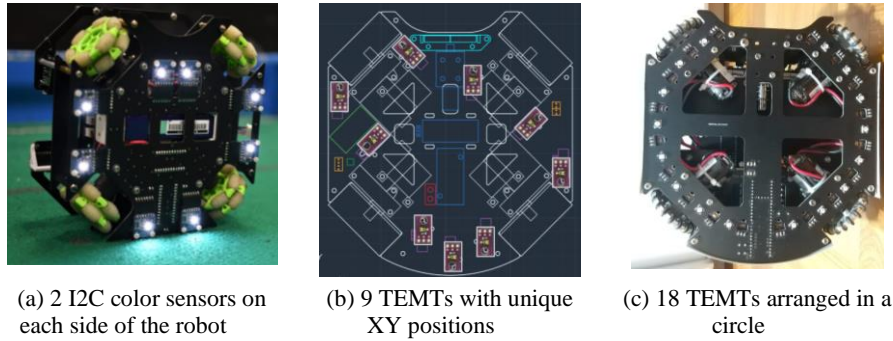 (a) 2 I2C color sensors on
each side of the robot
(b) 9 TEMTs with unique
XY positions
(c) 18 TEMTs arranged in a
circle